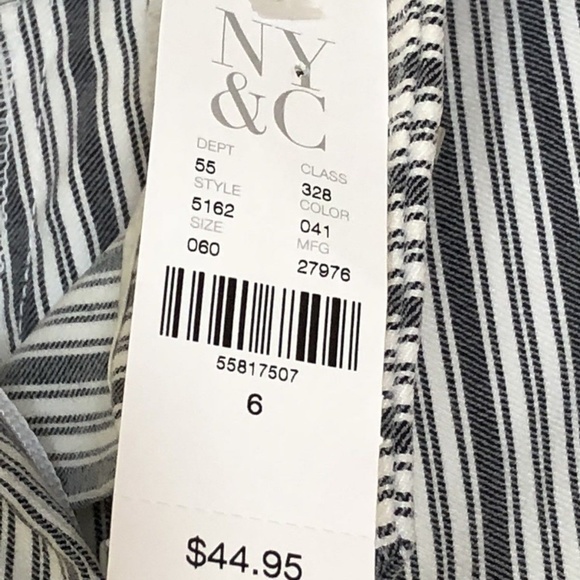 NY
&C
DEPT CLASS
55 328
STYLE COLOR
5162 041
SIZE MFG
060 27976
55817507
6
$44.95